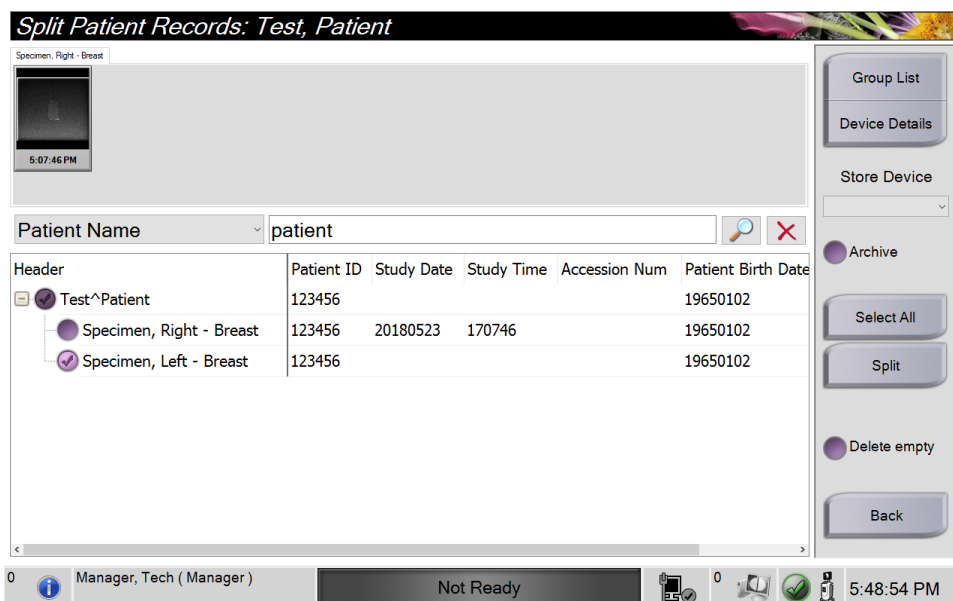 Split Patient Records: Test, Patient
Specimen, Right - Breast
5:07:46 PM
Group List
Device Details
Store Device
Archive
Select All
Split
Delete empty
Back
Patient Name patient
Header Patient ID Study Date Study Time Accession Num Patient Birth Date
Test^Patient 123456 19650102
Specimen, Right - Breast 123456 20180523 170746 19650102
Specimen, Left - Breast 123456 19650102
0 Manager, Tech ( Manager ) Not Ready 0 5:48:54 PM